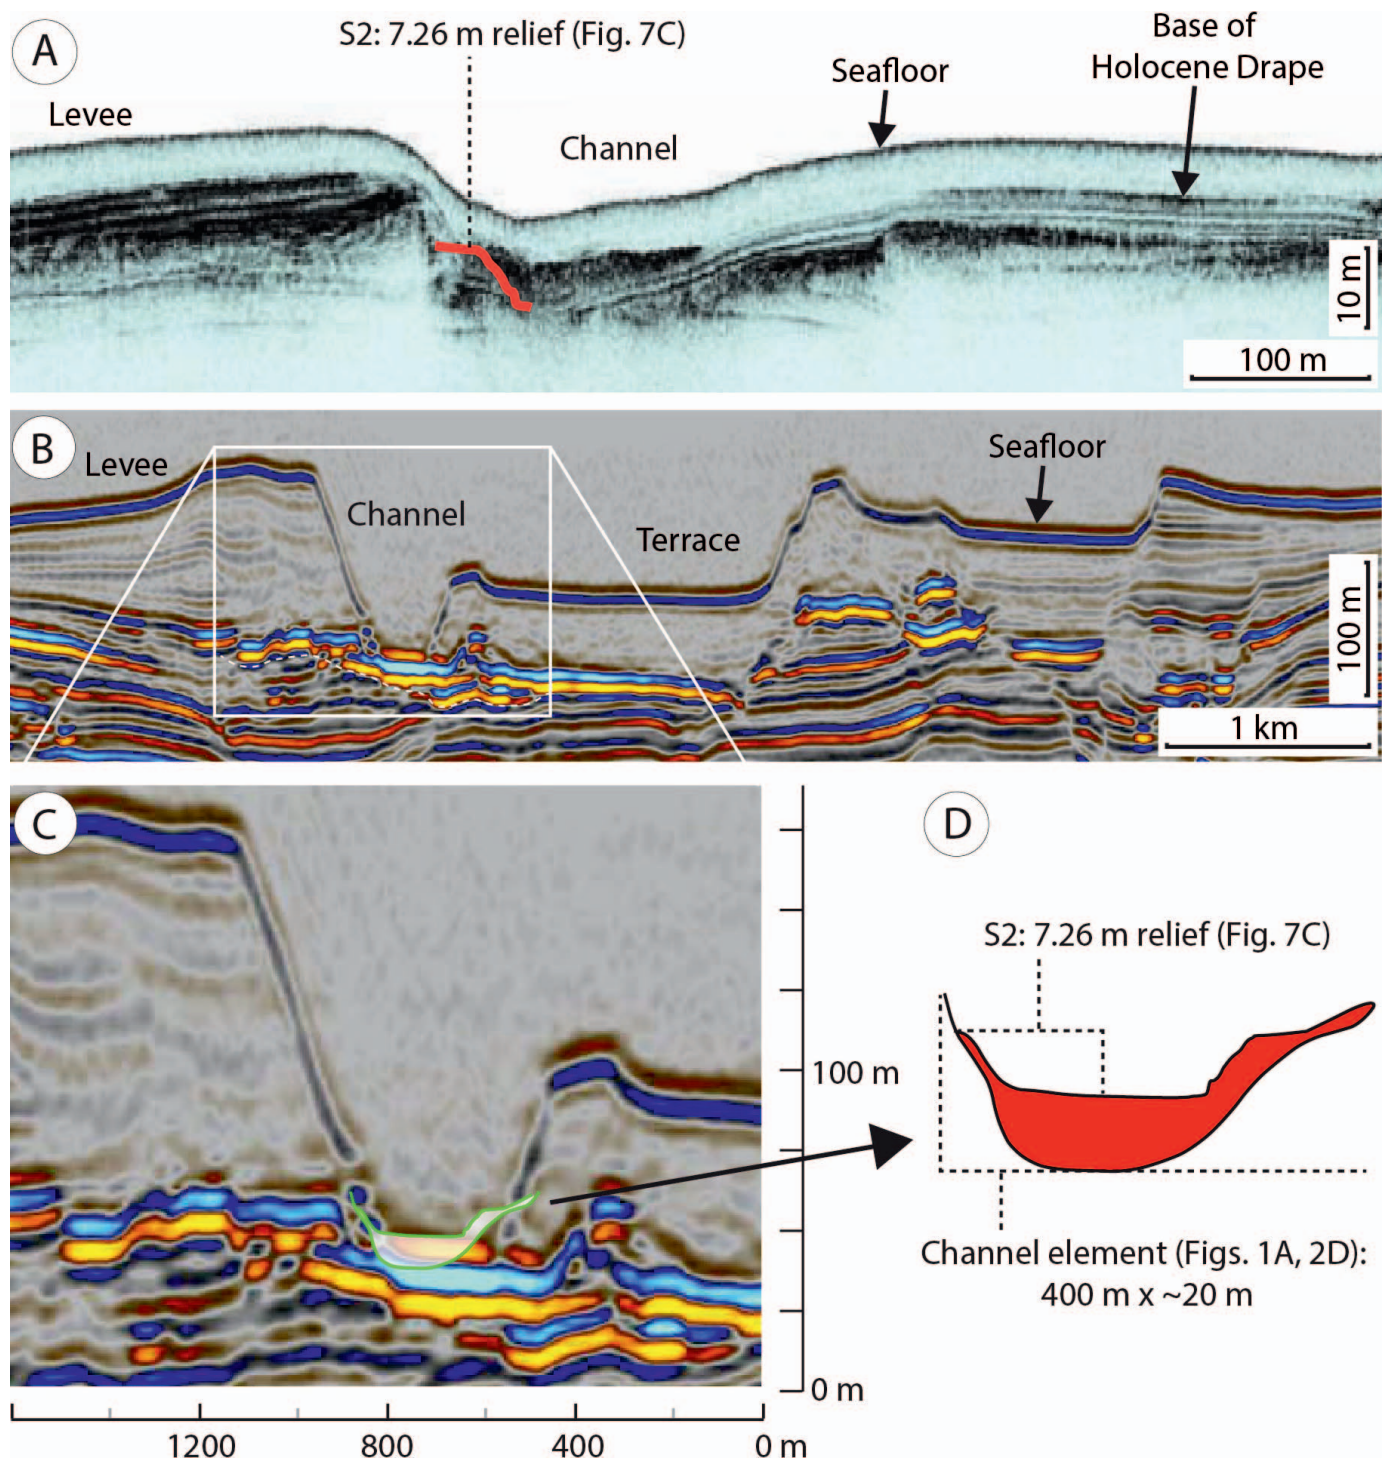 A
S2: 7.26 m relief (Fig. 7C)
Base of
Holocene Drape
Seafloor
Levee
Channel
10 m
100 m
B
Levee
Channel
Seafloor
Terrace
100 m
1 km
C
D
S2: 7.26 m relief (Fig. 7C)
100 m
Channel element (Figs. 1A, 2D):
400 m x ~20 m
0 m
1200
800
400
0 m